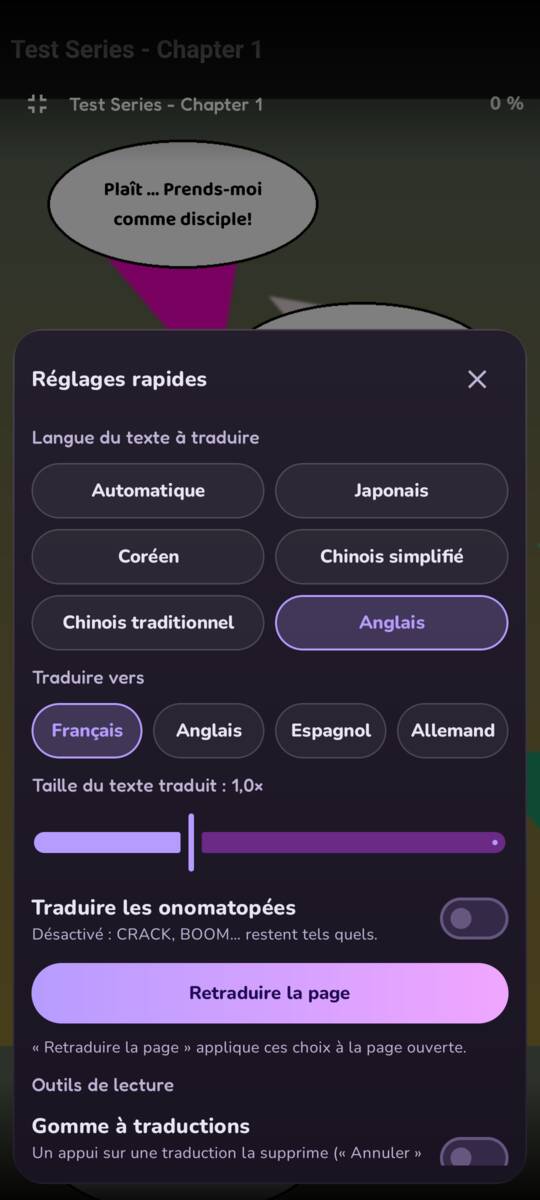 Test Series - Chapter 1
Test Series - Chapter 1
0 %
Plaît ... Prends-moi
comme disciple!
Réglages rapides
Langue du texte à traduire
Automatique
Japonais
Coréen
Chinois simplifié
Chinois traditionnel
Anglais
Traduire vers
Français
Anglais
Espagnol
Allemand
Taille du texte traduit : 1,0×
Traduire les onomatopées
Désactivé : CRACK, BOOM… restent tels quels.
Retraduire la page
« Retraduire la page » applique ces choix à la page ouverte.
Outils de lecture
Gomme à traductions
Un appui sur une traduction la supprime (« Annuler »